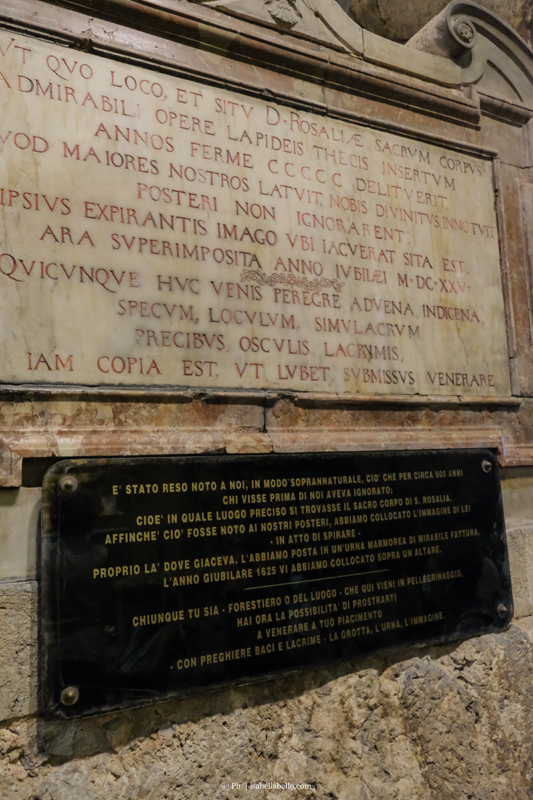 VT QVO LOCO, ET SITV D·ROSALIÆ SACRVM CORPVS
ADMIRABILI OPERE LAPIDEIS THECIS INSERTVM
ANNOS FERME CCCCC DELITVERIT
VOD MAIORES NOSTROS LATVIT, NOBIS DIVINITVS INNOTVIT
POSTERI NON IGNORARENT.
IPSIVS EXPIRANTIS IMAGO VBI IACVERAT SITA EST,
ARA SVPERIMPOSITA ANNO IVBILÆI M·DC·XXV·
QVICVNQVE HVC VENIS PEREGRE ADVENA INDIGENA,
SPECVM, LOCVLVM, SIMVLACRVM
PRECIBVS, OSCVLIS, LACRYMIS,
IAM COPIA EST, VT LVBET, SVBMISSVS VENERARE
E' STATO RESO NOTO A NOI, IN MODO SOPRANNATURALE, CIO' CHE PER CIRCA 500 ANNI
CHI VISSE PRIMA DI NOI AVEVA IGNORATO:
CIOE' IN QUALE LUOGO PRECISO SI TROVASSE IL SACRO CORPO DI S. ROSALIA.
AFFINCHE' CIO' FOSSE NOTO AI NOSTRI POSTERI, ABBIAMO COLLOCATO L'IMMAGINE DI LEI
- IN ATTO DI SPIRARE -
PROPRIO LA' DOVE GIACEVA. L'ABBIAMO POSTA IN UN'URNA MARMOREA DI MIRABILE FATTURA.
L'ANNO GIUBILARE 1625 VI ABBIAMO COLLOCATO SOPRA UN ALTARE.
CHIUNQUE TU SIA - FORESTIERO O DEL LUOGO - CHE QUI VIENI IN PELLEGRINAGGIO,
HAI ORA LA POSSIBILITA' DI PROSTRARTI
A VENERARE A TUO PIACIMENTO
- CON PREGHIERE BACI E LACRIME - LA GROTTA, L'URNA, L'IMMAGINE.
© Ph | isabellabello.com